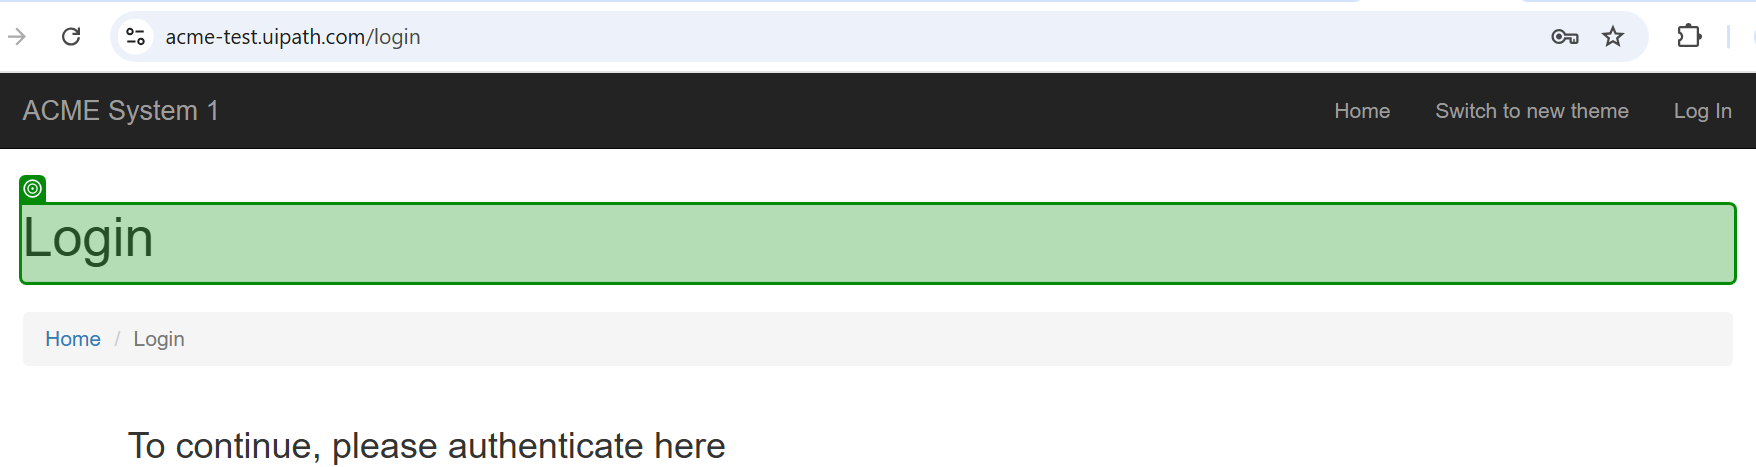 acme-test.uipath.com/login
ACME System 1 Home Switch to new theme Log In
Login
Home / Login
To continue, please authenticate here